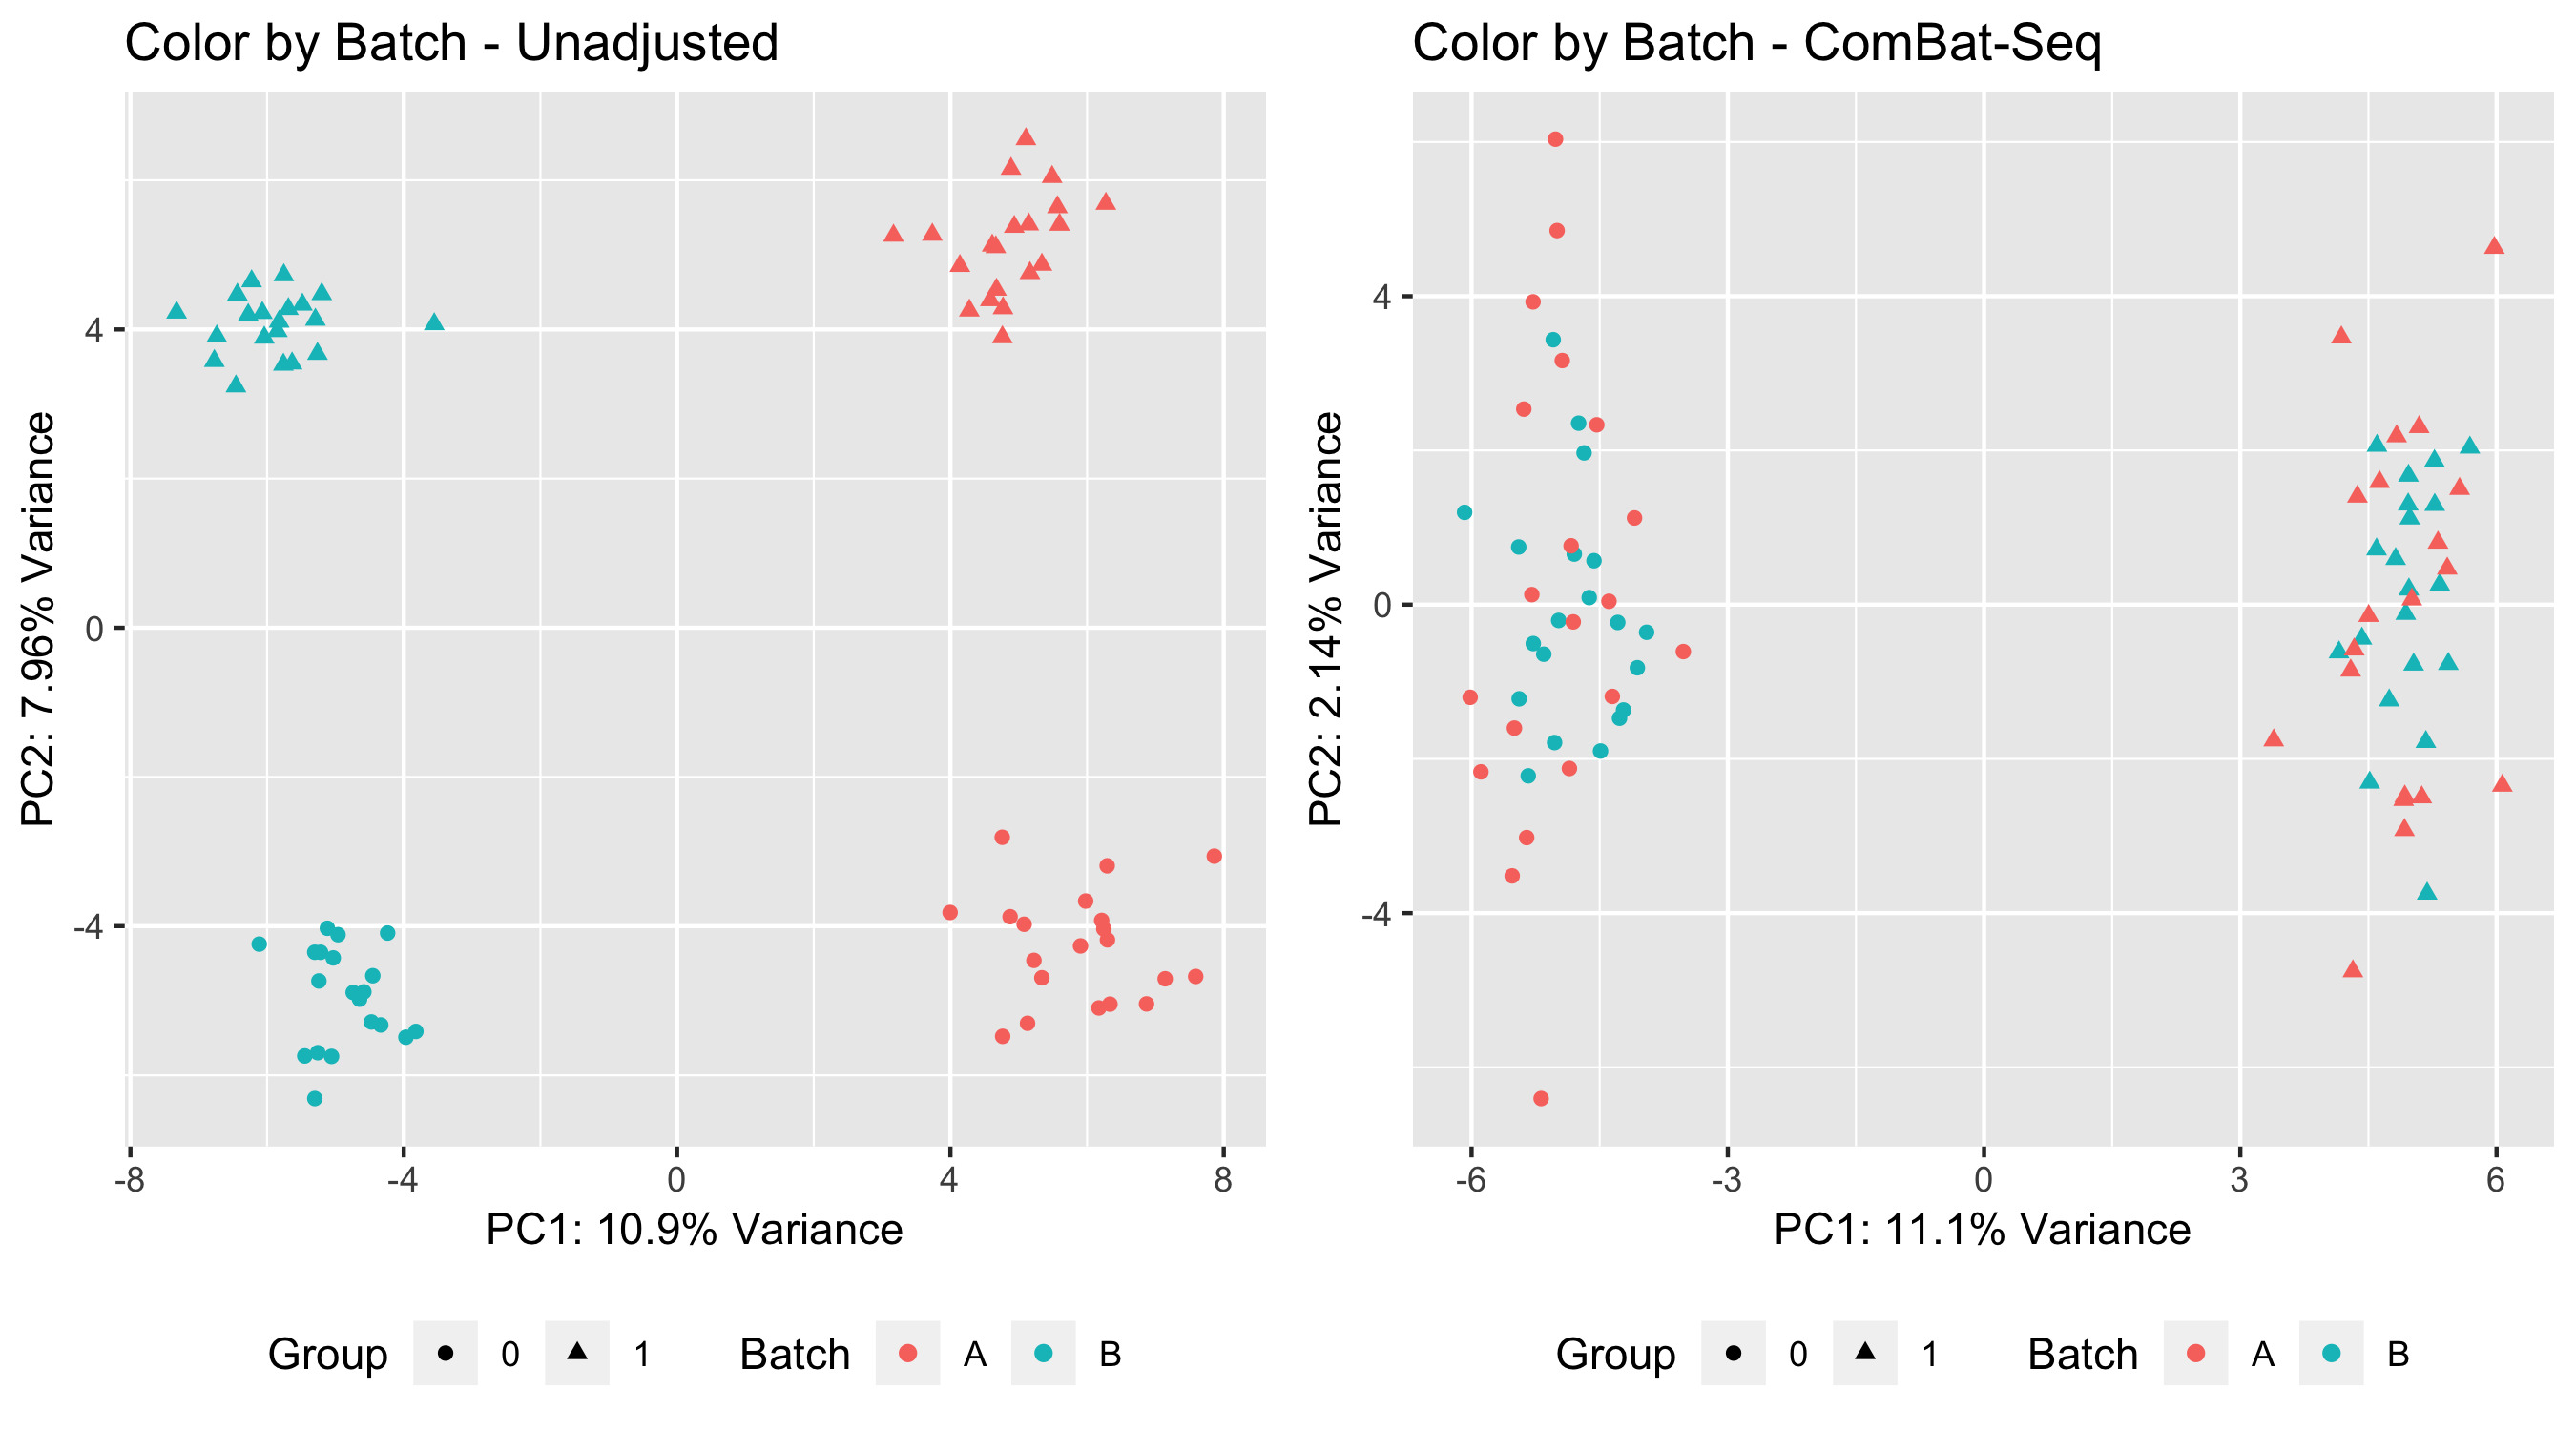 Color by Batch - Unadjusted
PC2: 7.96% Variance
4
0
-4
-8
-4
0
4
8
PC1: 10.9% Variance
Group 0 1 Batch A B
Color by Batch - ComBat-Seq
PC2: 2.14% Variance
4
0
-4
-6
-3
0
3
6
PC1: 11.1% Variance
Group 0 1 Batch A B